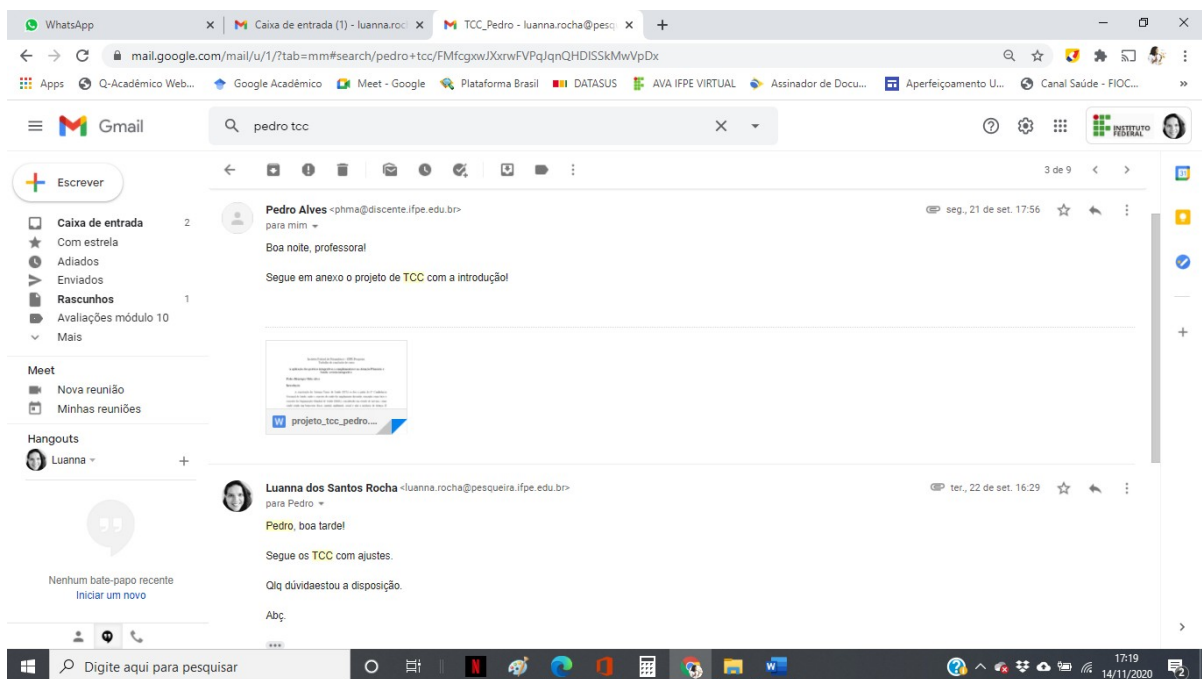 WhatsApp
Caixa de entrada (1) - luanna.roc
TCC_Pedro - luanna.rocha@pesq
mail.google.com/mail/u/1/?tab=mm#search/pedro+tcc/FMfcgxwJXxrwFVPqJqnQHDlSSkMwVpDx
Apps
Q-Acadêmico Web...
Google Acadêmico
Meet - Google
Plataforma Brasil
DATASUS
AVA IFPE VIRTUAL
Assinador de Docu...
Aperfeiçoamento U...
Canal Saúde - FIOC...
Gmail
pedro tcc
INSTITUTO
FEDERAL
Escrever
3 de 9
31
Caixa de entrada 2
Com estrela
Adiados
Enviados
Rascunhos 1
Avaliações módulo 10
Mais
Meet
Nova reunião
Minhas reuniões
Hangouts
Luanna
Nenhum bate-papo recente
Iniciar um novo
Pedro Alves <phma@discente.ifpe.edu.br>
seg., 21 de set. 17:56
para mim
Boa noite, professora!
Segue em anexo o projeto de TCC com a introdução!
W projeto_tcc_pedro....
Luanna dos Santos Rocha <luanna.rocha@pesqueira.ifpe.edu.br>
ter., 22 de set. 16:29
para Pedro
Pedro, boa tarde!
Segue os TCC com ajustes.
Qlq dúvidaestou a disposição.
Abç.
Digite aqui para pesquisar
17:19
14/11/2020